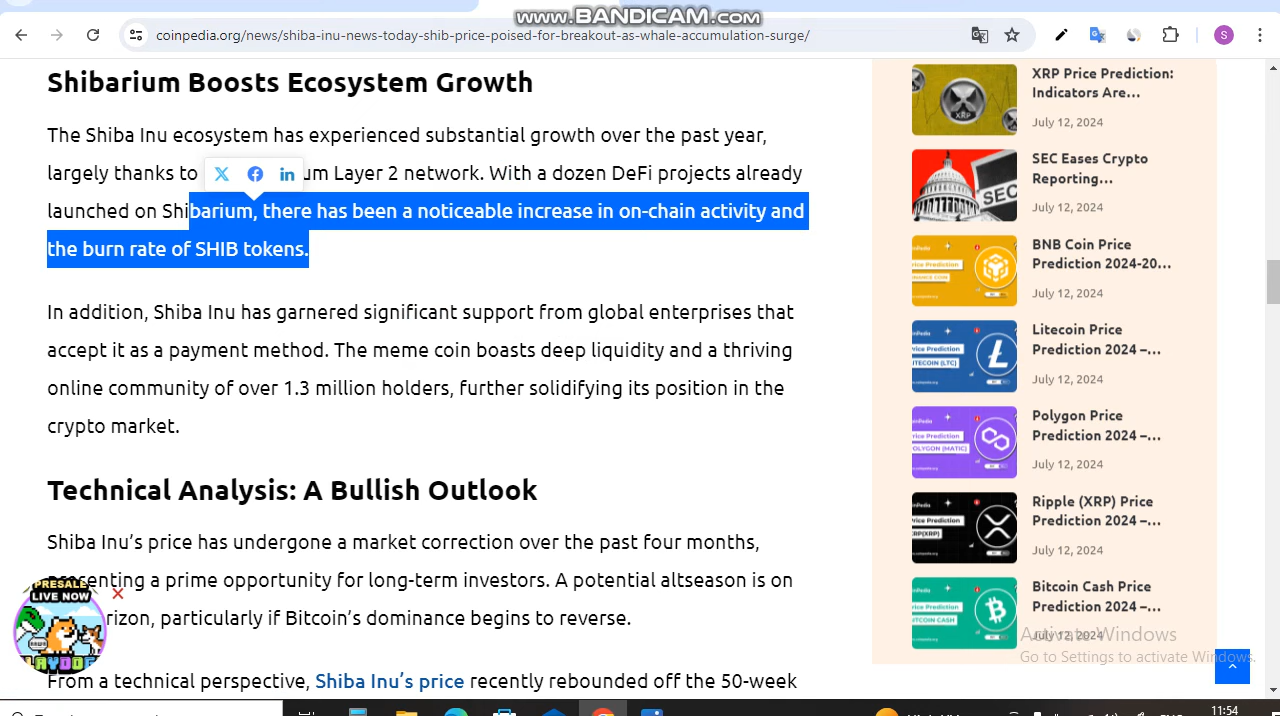 www.BANDICAM.com
coinpedia.org/news/shiba-inu-news-today-shib-price-poised-for-breakout-as-whale-accumulation-surge/
S
Shibarium Boosts Ecosystem Growth
The Shiba Inu ecosystem has experienced substantial growth over the past year,
largely thanks to um Layer 2 network. With a dozen DeFi projects already
launched on Shibarium, there has been a noticeable increase in on-chain activity and
the burn rate of SHIB tokens.
In addition, Shiba Inu has garnered significant support from global enterprises that
accept it as a payment method. The meme coin boasts deep liquidity and a thriving
online community of over 1.3 million holders, further solidifying its position in the
crypto market.
Technical Analysis: A Bullish Outlook
Shiba Inu’s price has undergone a market correction over the past four months,
enting a prime opportunity for long-term investors. A potential altseason is on
rizon, particularly if Bitcoin’s dominance begins to reverse.
From a technical perspective, Shiba Inu’s price recently rebounded off the 50-week
PRESALE
LIVE NOW
XRP Price Prediction:
Indicators Are...
July 12, 2024
SEC Eases Crypto
Reporting...
July 12, 2024
BNB Coin Price
Prediction 2024-20...
July 12, 2024
Litecoin Price
Prediction 2024 –...
July 12, 2024
Polygon Price
Prediction 2024 –...
July 12, 2024
Ripple (XRP) Price
Prediction 2024 –...
July 12, 2024
Bitcoin Cash Price
Prediction 2024 –...
July 12, 2024
XRP
SEC
Activate Windows
Go to Settings to activate Windows.
11:54